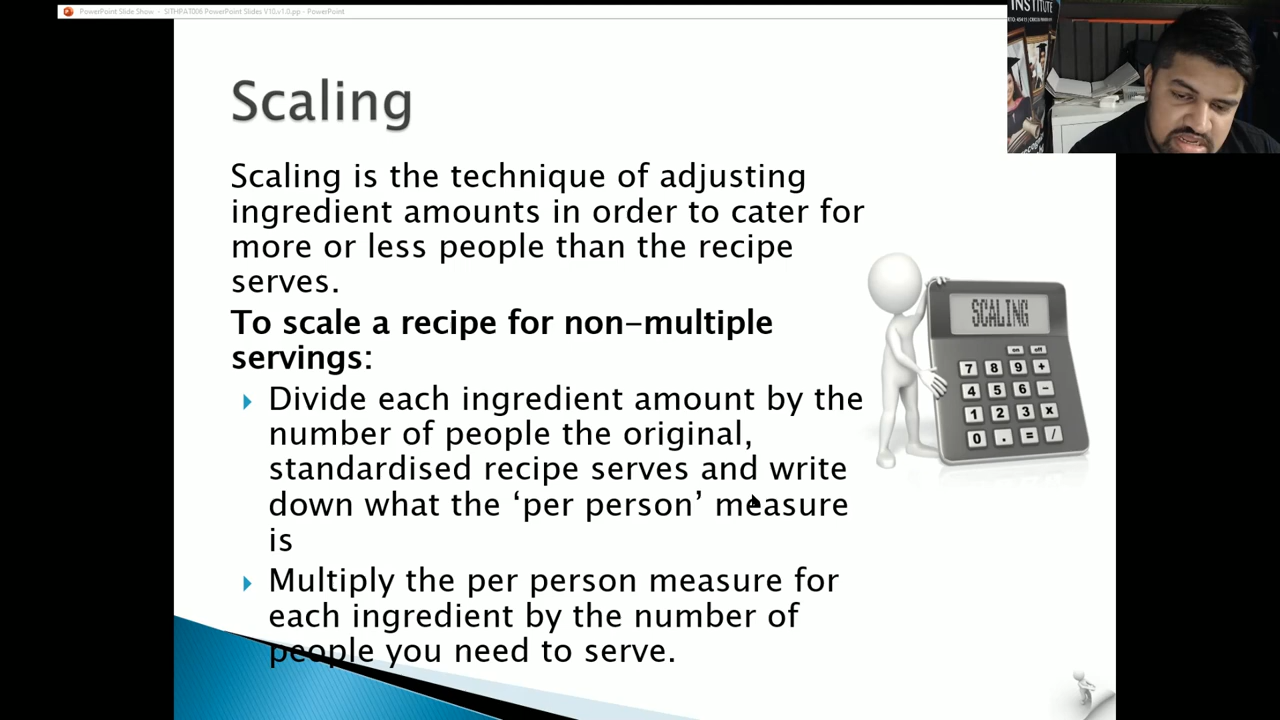 PowerPoint Slide Show - SITHPAT006 PowerPoint Slides V10.v1.0.pp - PowerPoint
INSTITUTE
Scaling
Scaling is the technique of adjusting
ingredient amounts in order to cater for
more or less people than the recipe
serves.
To scale a recipe for non-multiple
servings:
Divide each ingredient amount by the
number of people the original,
standardised recipe serves and write
down what the ‘per person’ measure
is
Multiply the per person measure for
each ingredient by the number of
people you need to serve.
SCALING
on off
7 8 9 +
4 5 6 -
1 2 3 x
0 . = /